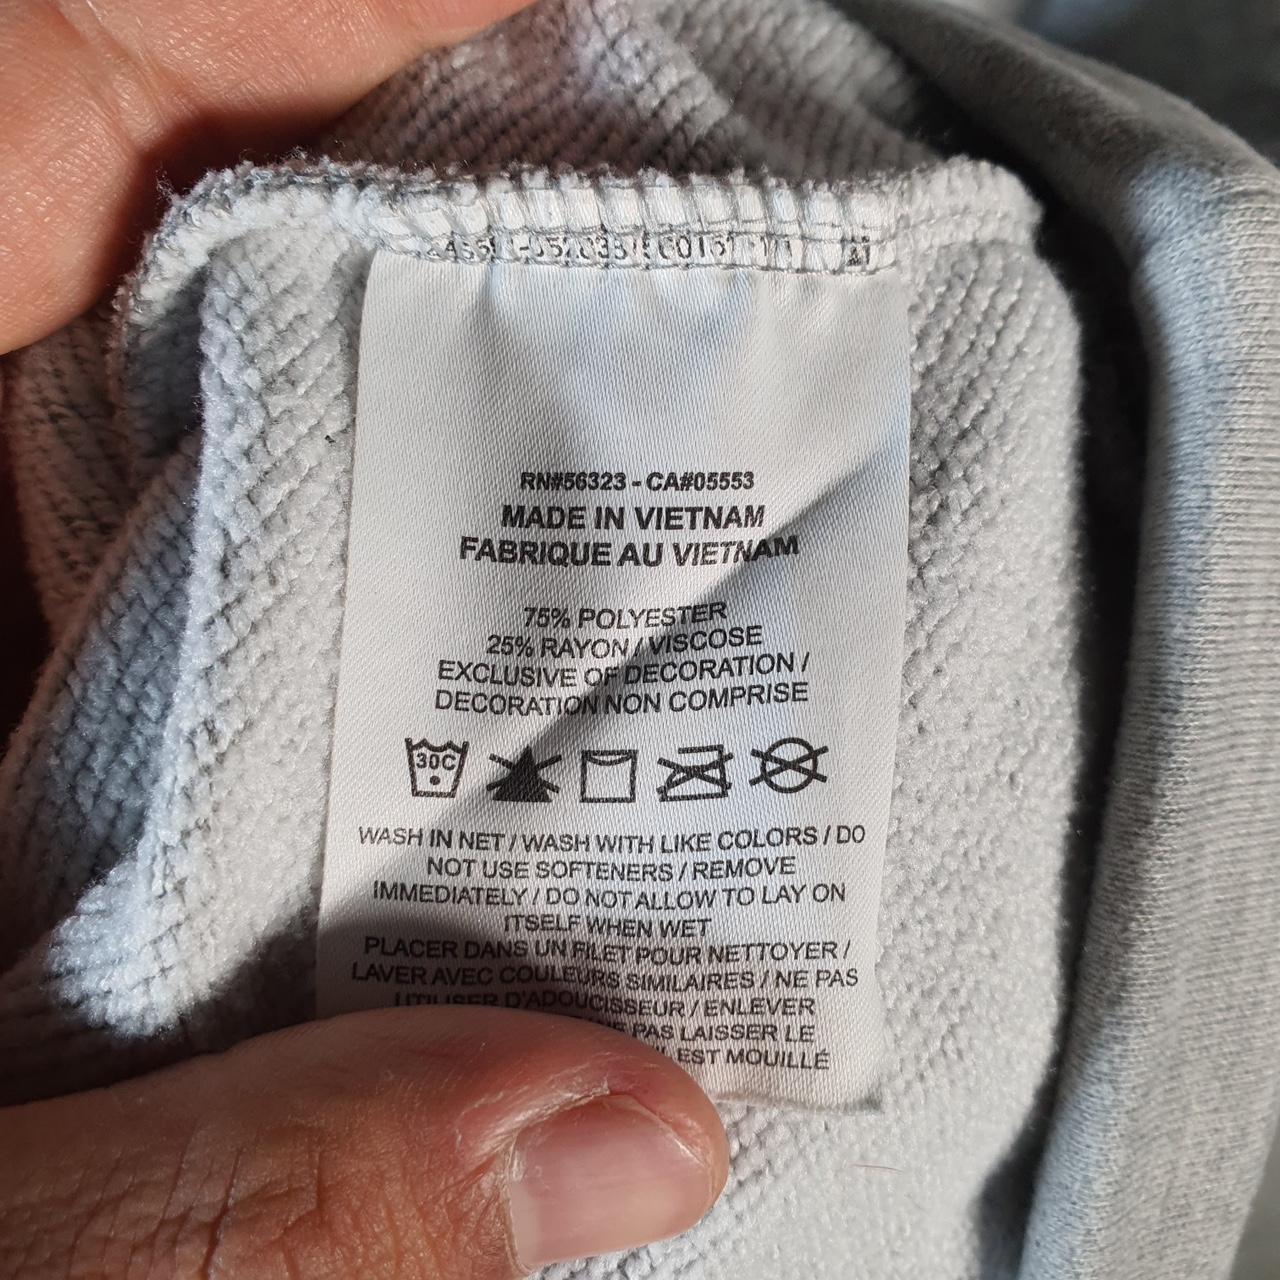 RN#56323 - CA#05553
MADE IN VIETNAM
FABRIQUE AU VIETNAM
75% POLYESTER
25% RAYON / VISCOSE
EXCLUSIVE OF DECORATION /
DECORATION NON COMPRISE
30C
WASH IN NET / WASH WITH LIKE COLORS / DO
NOT USE SOFTENERS / REMOVE
IMMEDIATELY / DO NOT ALLOW TO LAY ON
ITSELF WHEN WET
PLACER DANS UN FILET POUR NETTOYER /
LAVER AVEC COULEURS SIMILAIRES / NE PAS
UTILISER D'ADOUCISSEUR / ENLEVER
PAS LAISSER LE
EST MOUILLÉ